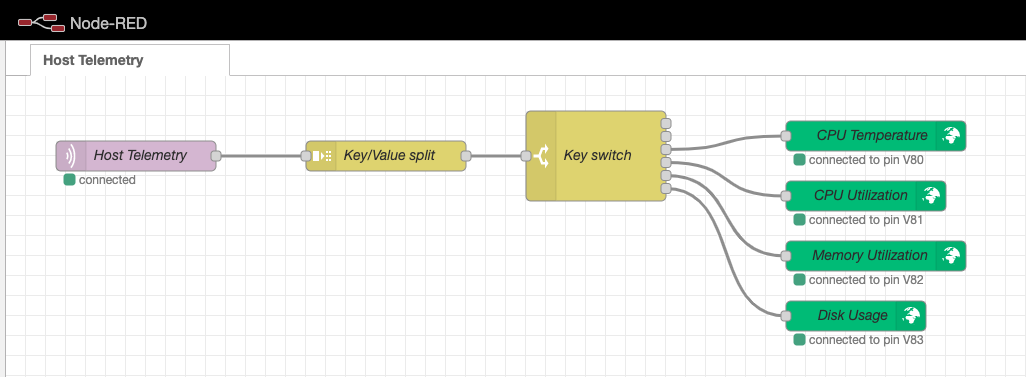 Node-RED
Host Telemetry
Host Telemetry
connected
Key/Value split
Key switch
CPU Temperature
connected to pin V80
CPU Utilization
connected to pin V81
Memory Utilization
connected to pin V82
Disk Usage
connected to pin V83